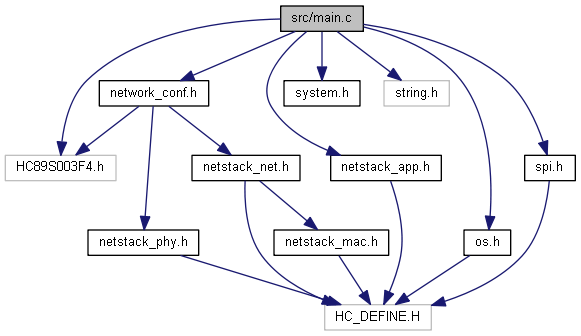 src/main.c
network_conf.h
system.h
string.h
HC89S003F4.h
netstack_net.h
netstack_app.h
spi.h
netstack_phy.h
netstack_mac.h
os.h
HC_DEFINE.H